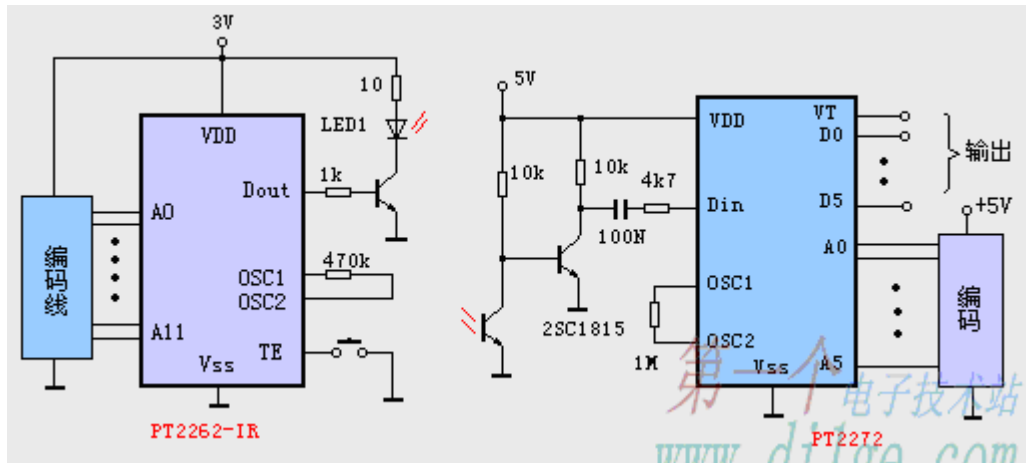 3V
10
VDD
LED1
1k
Dout
A0
编码线
470k
OSC1
OSC2
A11
TE
Vss
PT2262-IR
5V
VDD
VT
D0
输出
10k
10k
4k7
Din
D5
+5V
100N
A0
编码
OSC1
2SC1815
OSC2
1M
Vss
A5
PT2272
第一个电子技术站